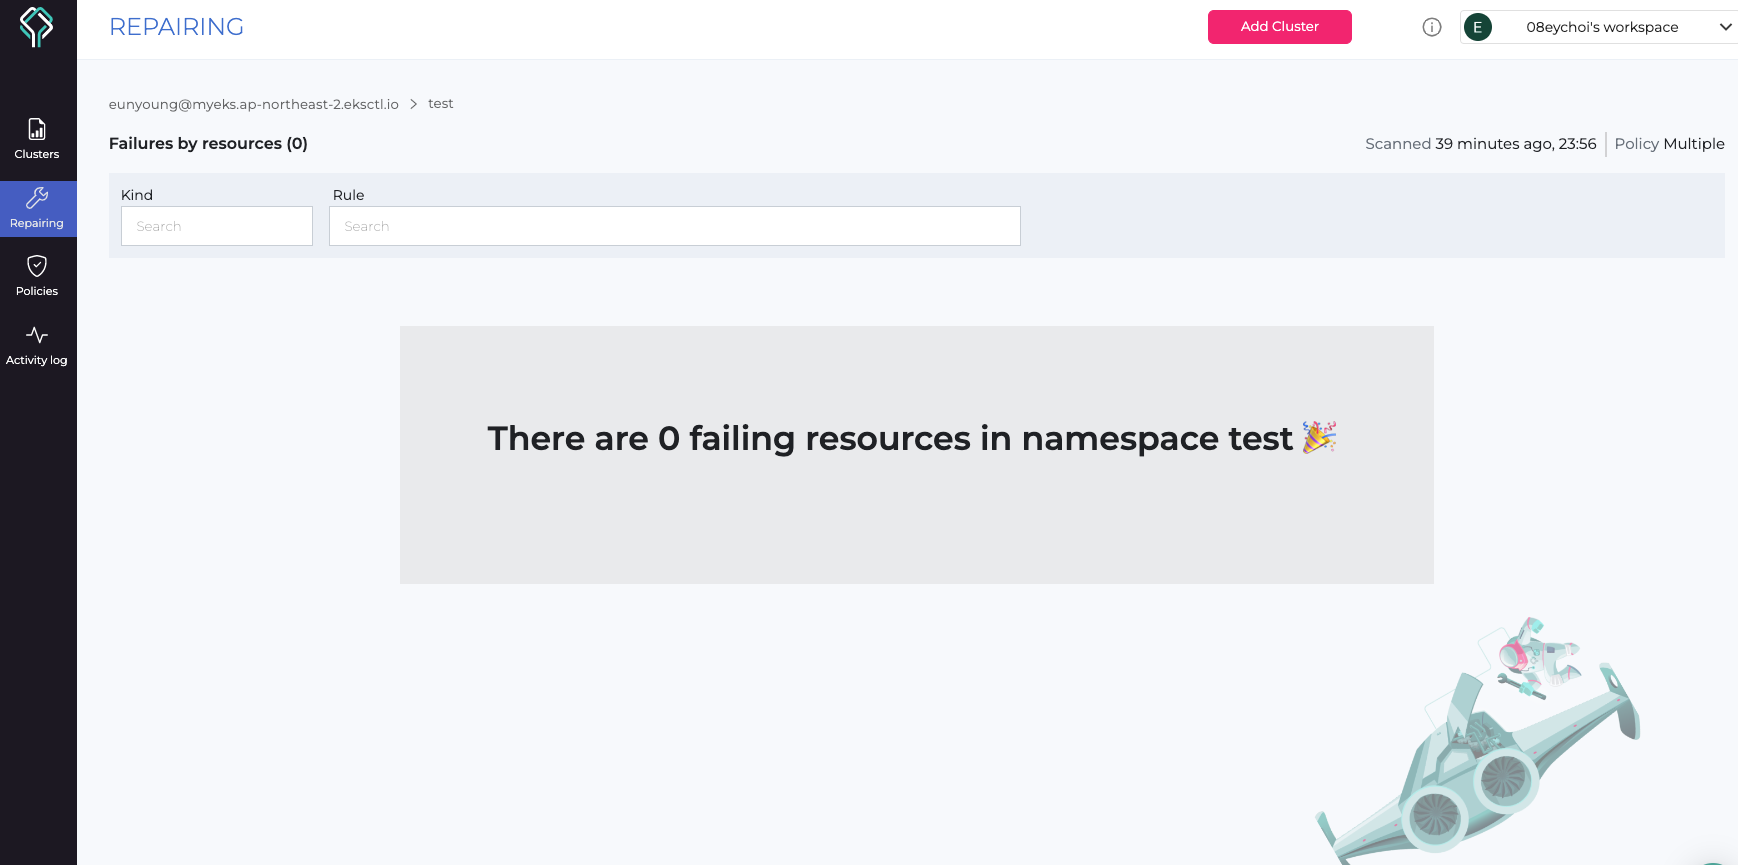 REPAIRING
Add Cluster
E
08eychoi's workspace
Clusters
Repairing
Policies
Activity log
eunyoung@myeks.ap-northeast-2.eksctl.io > test
Failures by resources (0)
Scanned 39 minutes ago, 23:56
Policy Multiple
Kind
Rule
Search
Search
There are 0 failing resources in namespace test 🎉